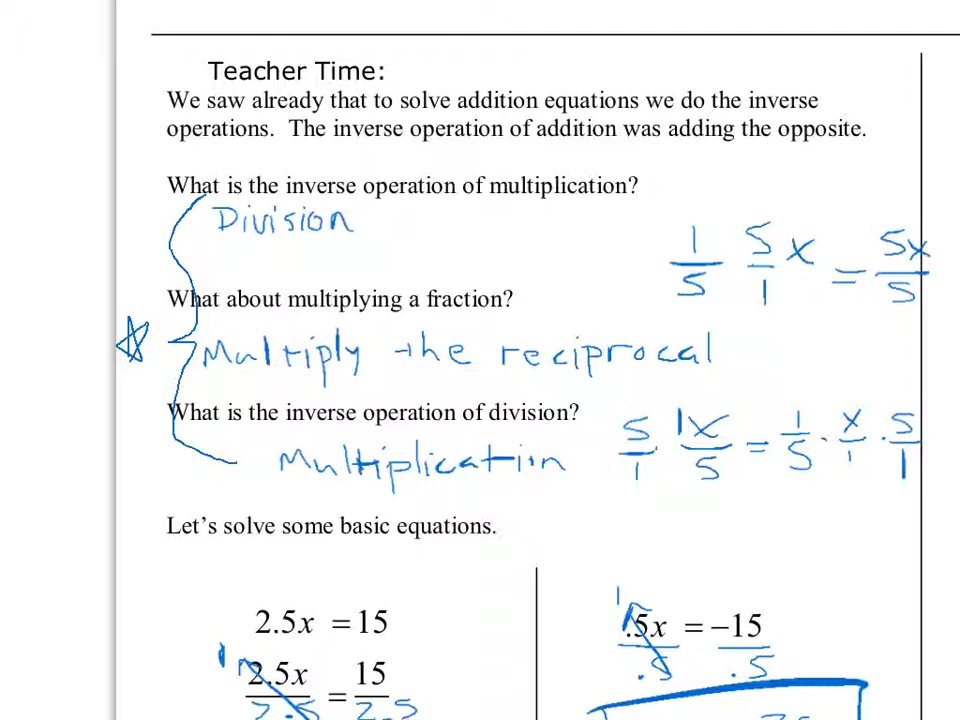 Teacher Time:
We saw already that to solve addition equations we do the inverse
operations. The inverse operation of addition was adding the opposite.
What is the inverse operation of multiplication?
Division
1/5 5/1 x = 5x/5
What about multiplying a fraction?
Multiply the reciprocal
What is the inverse operation of division?
Multiplication
5/1 · 1x/5 = 1/5 · x/1 · 5/1
Let's solve some basic equations.
2.5x = 15
2.5x/2.5 = 15/2.5
1
.5x/.5 = −15/.5
1